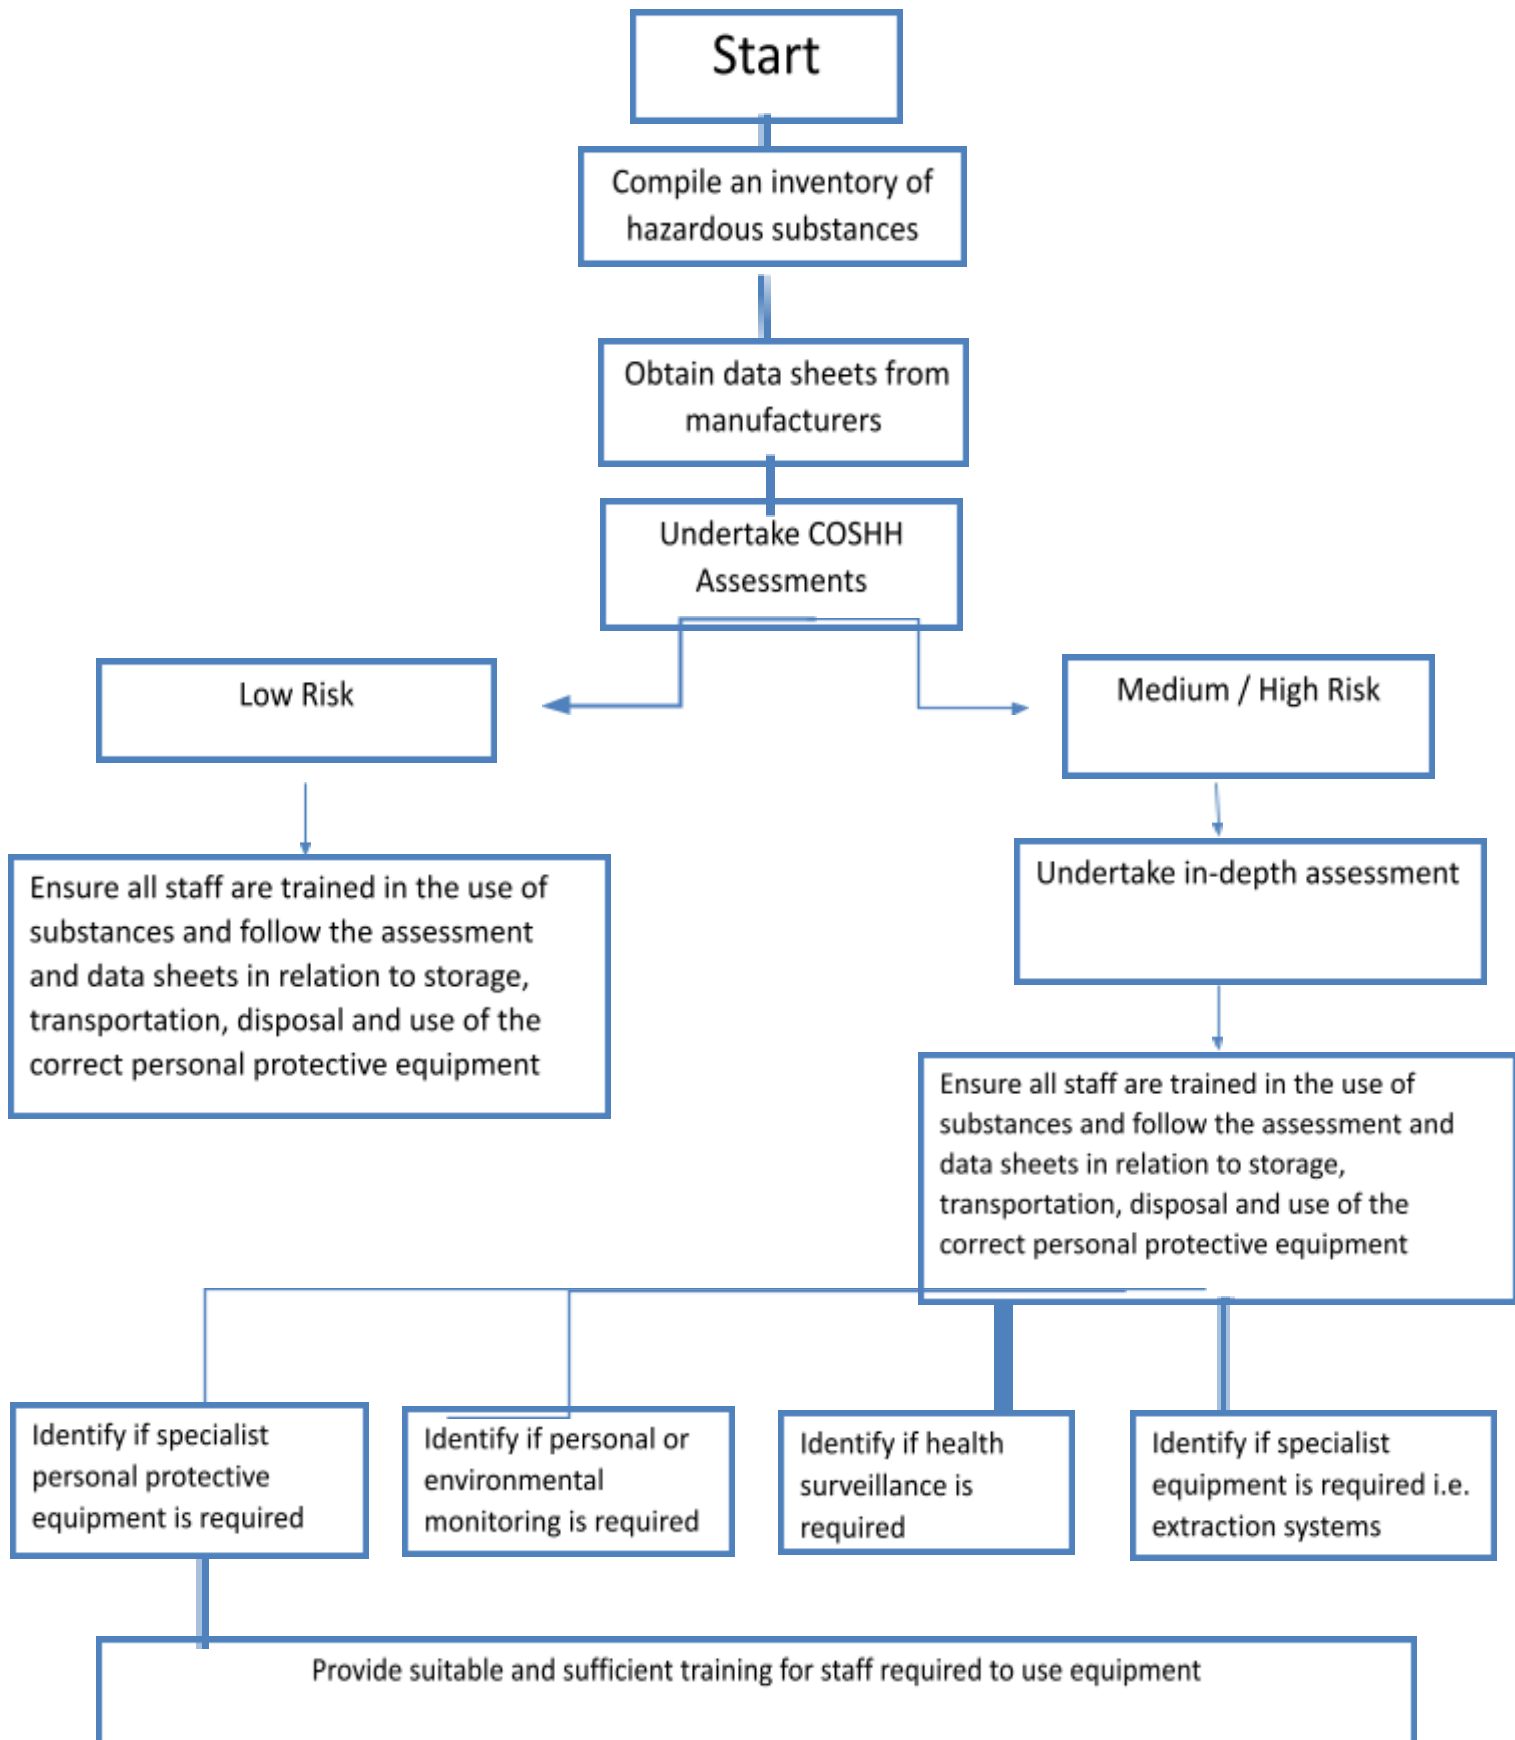 Start
Compile an inventory of
hazardous substances
Obtain data sheets from
manufacturers
Undertake COSHH
Assessments
Low Risk
Medium / High Risk
Ensure all staff are trained in the use of
substances and follow the assessment
and data sheets in relation to storage,
transportation, disposal and use of the
correct personal protective equipment
Undertake in-depth assessment
Ensure all staff are trained in the use of
substances and follow the assessment and
data sheets in relation to storage,
transportation, disposal and use of the
correct personal protective equipment
Identify if specialist
personal protective
equipment is required
Identify if personal or
environmental
monitoring is required
Identify if health
surveillance is
required
Identify if specialist
equipment is required i.e.
extraction systems
Provide suitable and sufficient training for staff required to use equipment